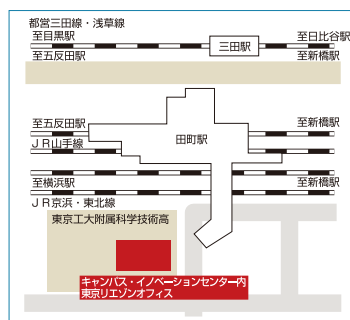 都営三田線・浅草線
至目黒駅
三田駅
至日比谷駅
至五反田駅
至新橋駅
至五反田駅
至新橋駅
田町駅
JR山手線
至横浜駅
至新橋駅
JR京浜・東北線
東京工大附属科学技術高
キャンパス・イノベーションセンター内
東京リエゾンオフィス